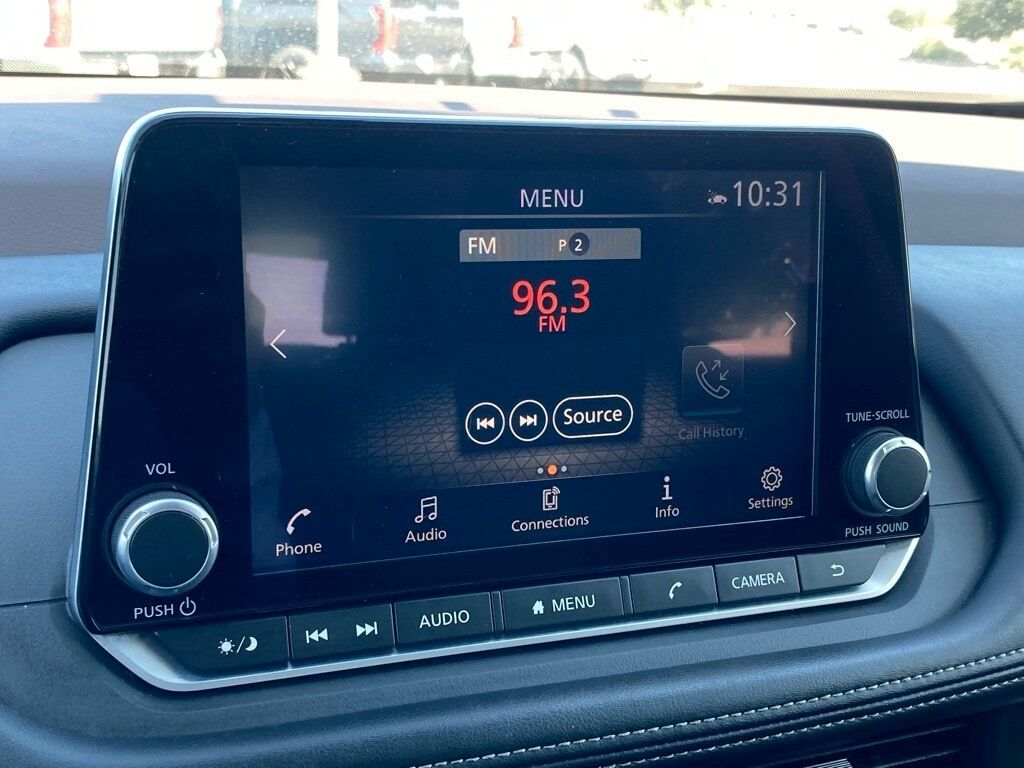 MENU
10:31
FM P 2
96.3
FM
Source
Call History
TUNE·SCROLL
VOL
Phone
Audio
Connections
Info
Settings
PUSH SOUND
PUSH
AUDIO
MENU
CAMERA